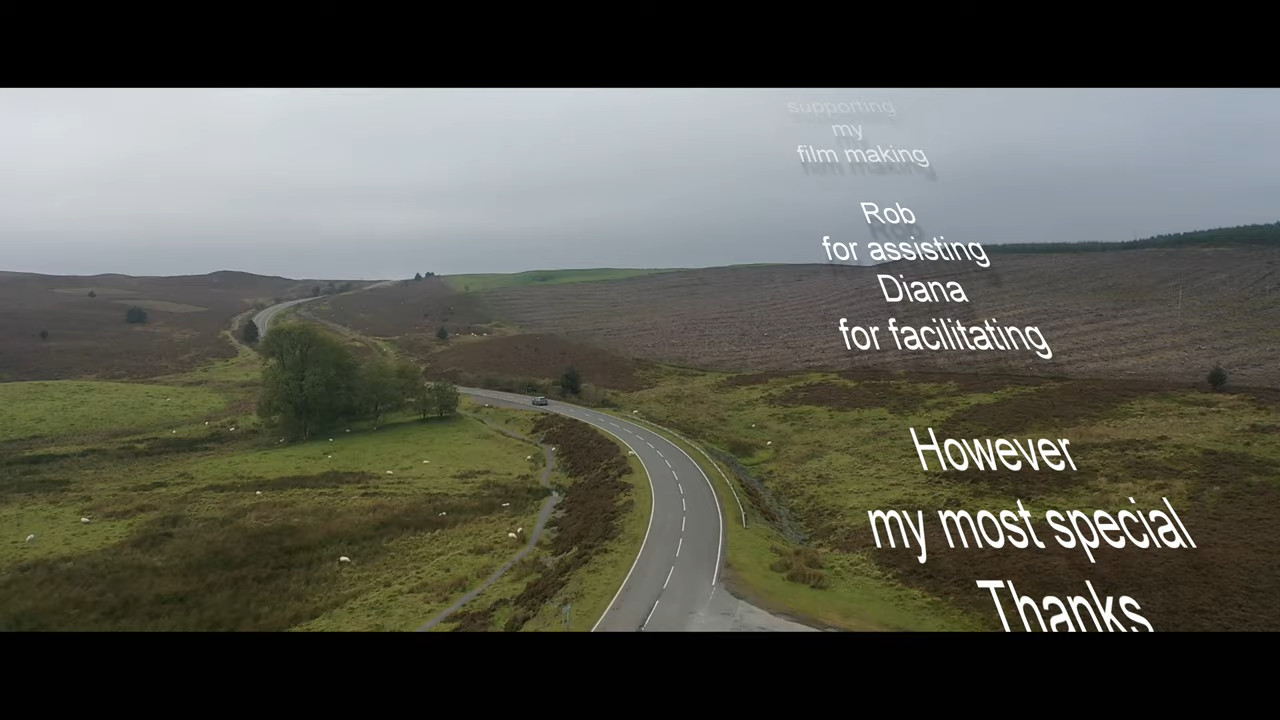 supporting
my
film making
Rob
for assisting
Diana
for facilitating
However
my most special
Thanks